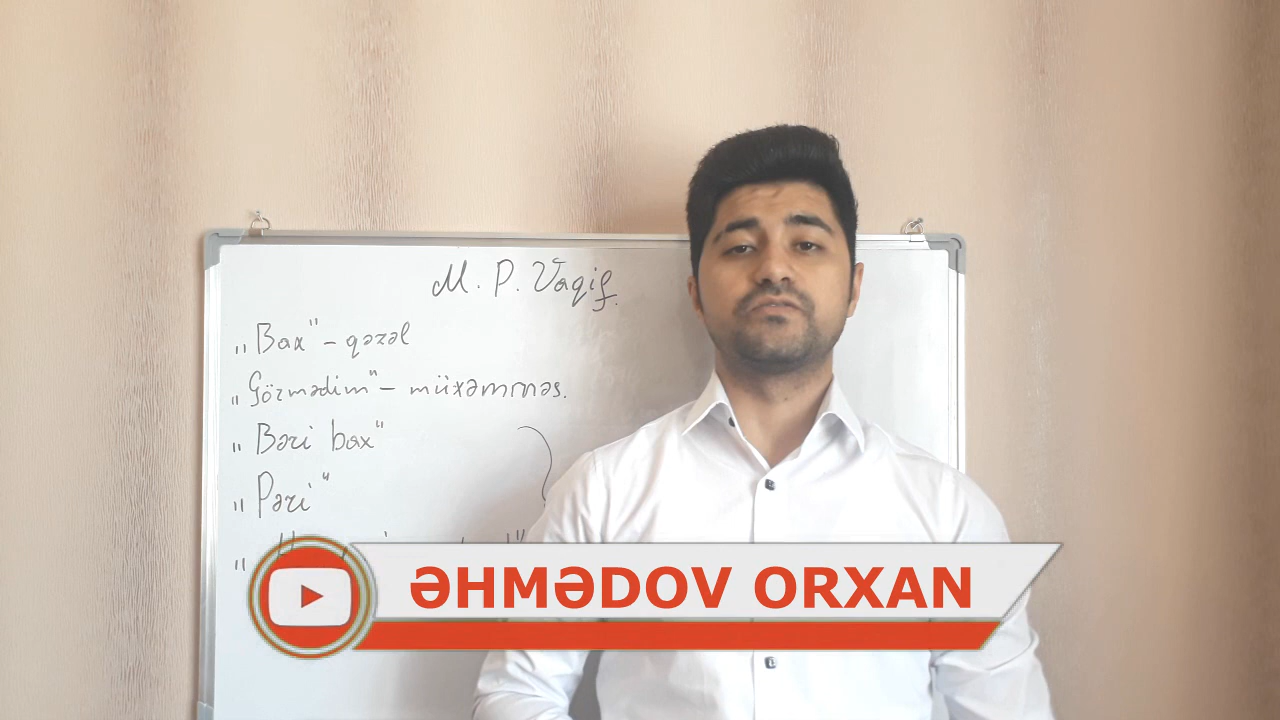 M. P. Vaqif.
„Bax" – qəzəl
„Görmədim" – müxəmməs.
„Bəri bax"
„Pəri"
ƏHMƏDOV ORXAN